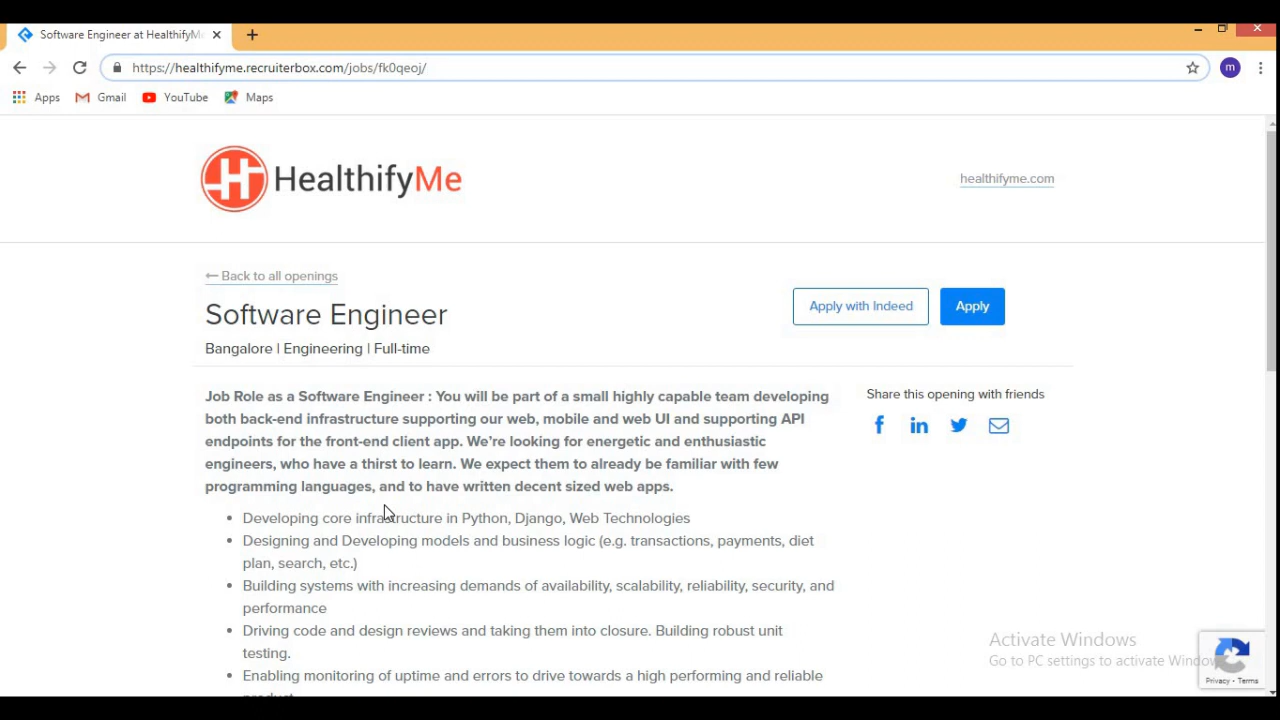 Software Engineer at HealthifyMe
https://healthifyme.recruiterbox.com/jobs/fk0qeoj/
m
Apps Gmail YouTube Maps
HealthifyMe
healthifyme.com
← Back to all openings
Software Engineer
Apply with Indeed Apply
Bangalore | Engineering | Full-time
Job Role as a Software Engineer : You will be part of a small highly capable team developing
both back-end infrastructure supporting our web, mobile and web UI and supporting API
endpoints for the front-end client app. We're looking for energetic and enthusiastic
engineers, who have a thirst to learn. We expect them to already be familiar with few
programming languages, and to have written decent sized web apps.
Share this opening with friends
• Developing core infrastructure in Python, Django, Web Technologies
• Designing and Developing models and business logic (e.g. transactions, payments, diet
plan, search, etc.)
• Building systems with increasing demands of availability, scalability, reliability, security, and
performance
• Driving code and design reviews and taking them into closure. Building robust unit
testing.
• Enabling monitoring of uptime and errors to drive towards a high performing and reliable
product
Activate Windows
Go to PC settings to activate Windows
Privacy - Terms